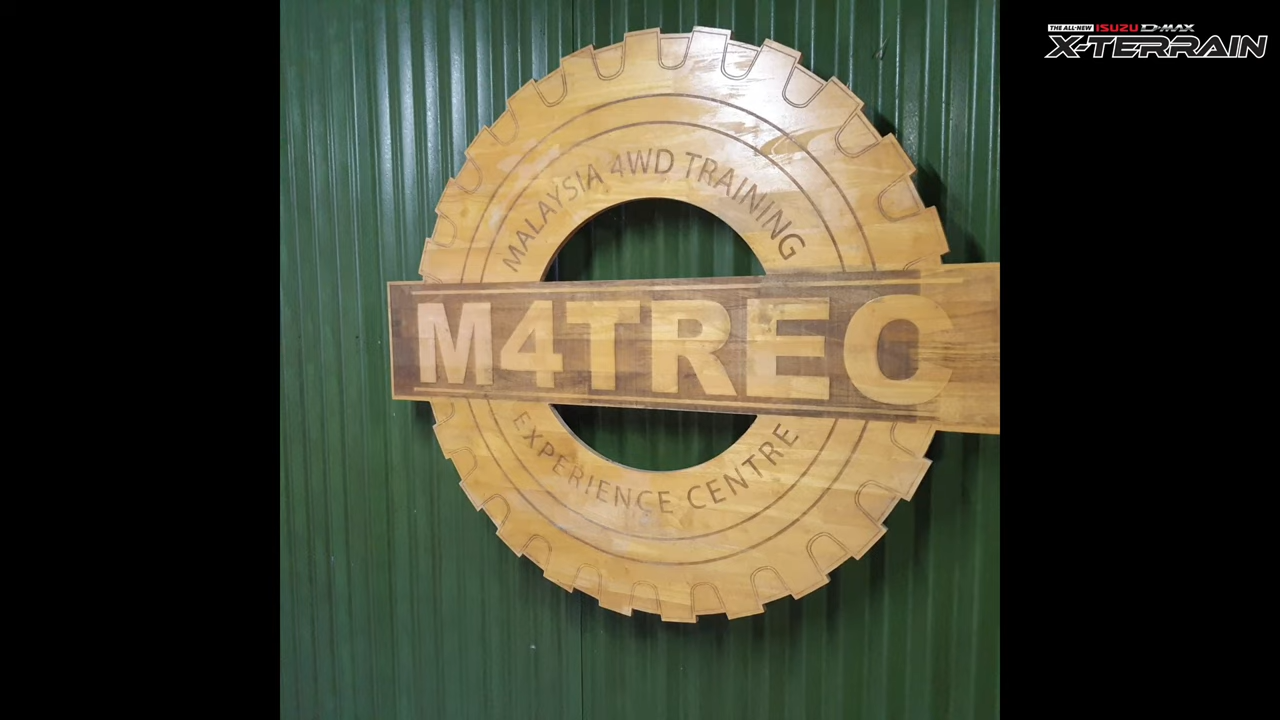 THE ALL-NEW ISUZU D-MAX
X-TERRAIN
MALAYSIA 4WD TRAINING
M4TREC
EXPERIENCE CENTRE